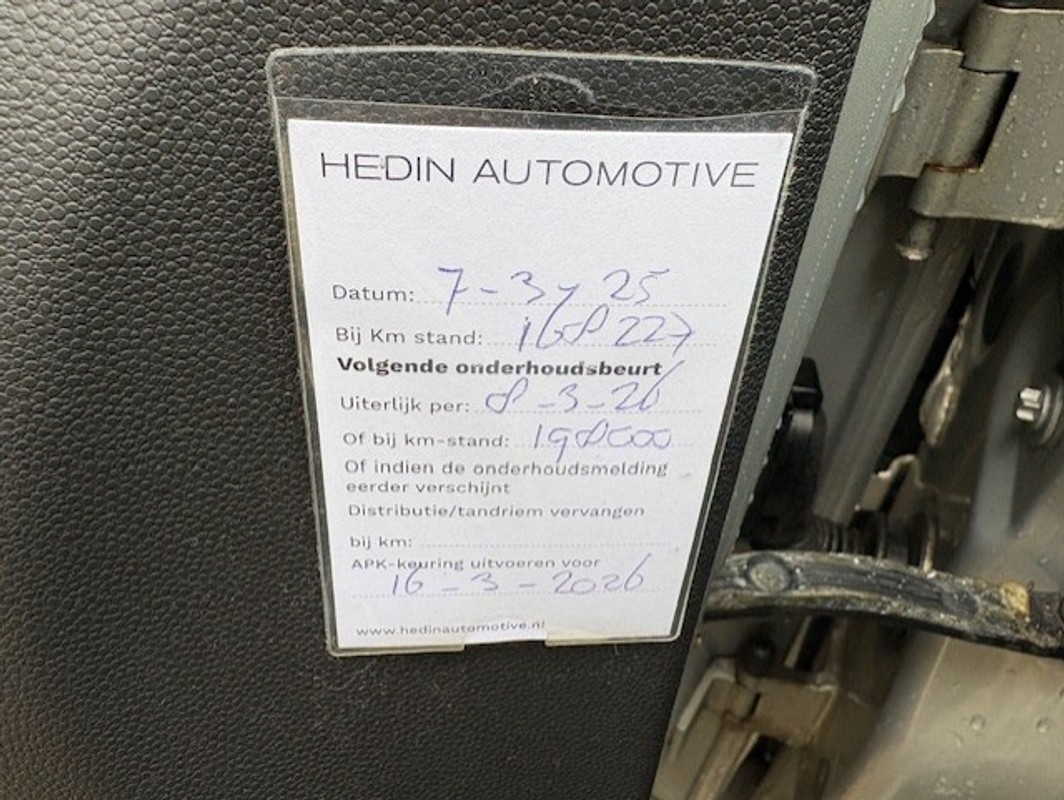 HEDIN AUTOMOTIVE
Datum: 7-3-25
Bij Km stand: 168227
Volgende onderhoudsbeurt
Uiterlijk per: 8-3-26
Of bij km-stand: 198000
Of indien de onderhoudsmelding
eerder verschijnt
Distributie/tandriem vervangen
bij km:
APK-keuring uitvoeren voor
16-3-2026
www.hedinautomotive.nl